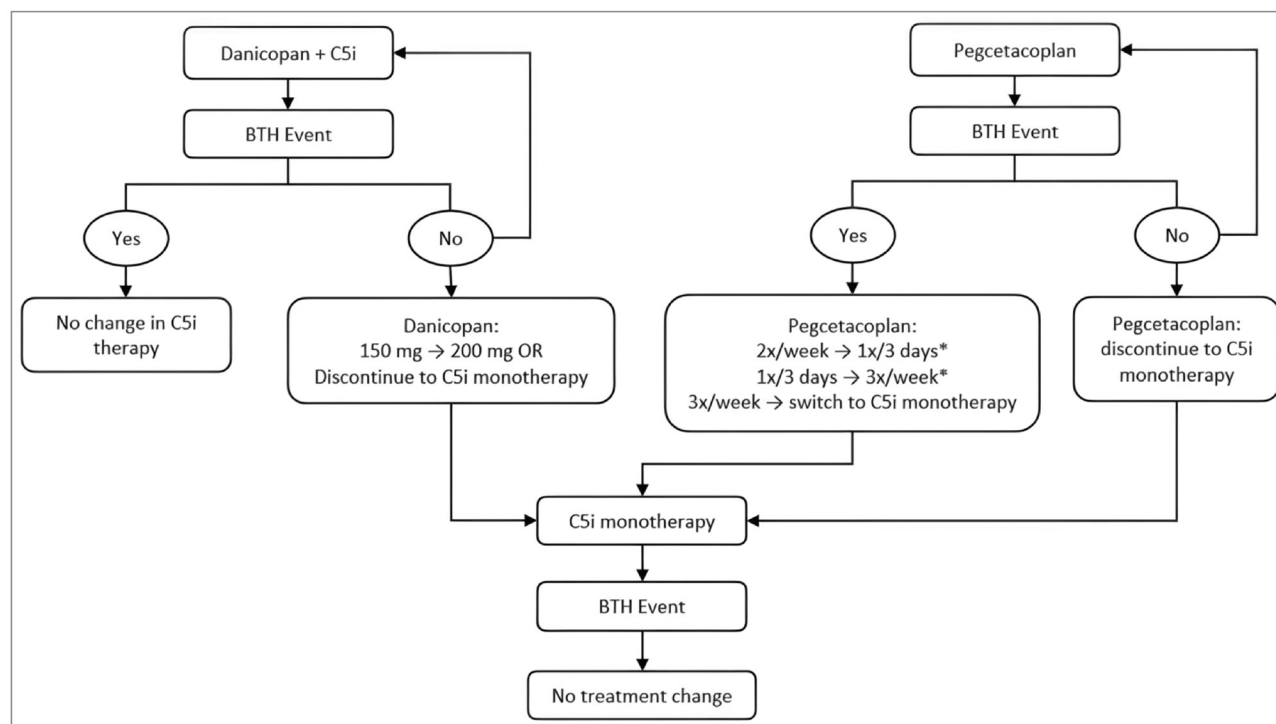 Danicopan + C5i
BTH Event
Yes
No
No change in C5i
therapy
Danicopan:
150 mg → 200 mg OR
Discontinue to C5i monotherapy
Pegcetacoplan
BTH Event
Yes
No
Pegcetacoplan:
2x/week → 1x/3 days*
1x/3 days → 3x/week*
3x/week → switch to C5i monotherapy
Pegcetacoplan:
discontinue to C5i
monotherapy
C5i monotherapy
BTH Event
No treatment change